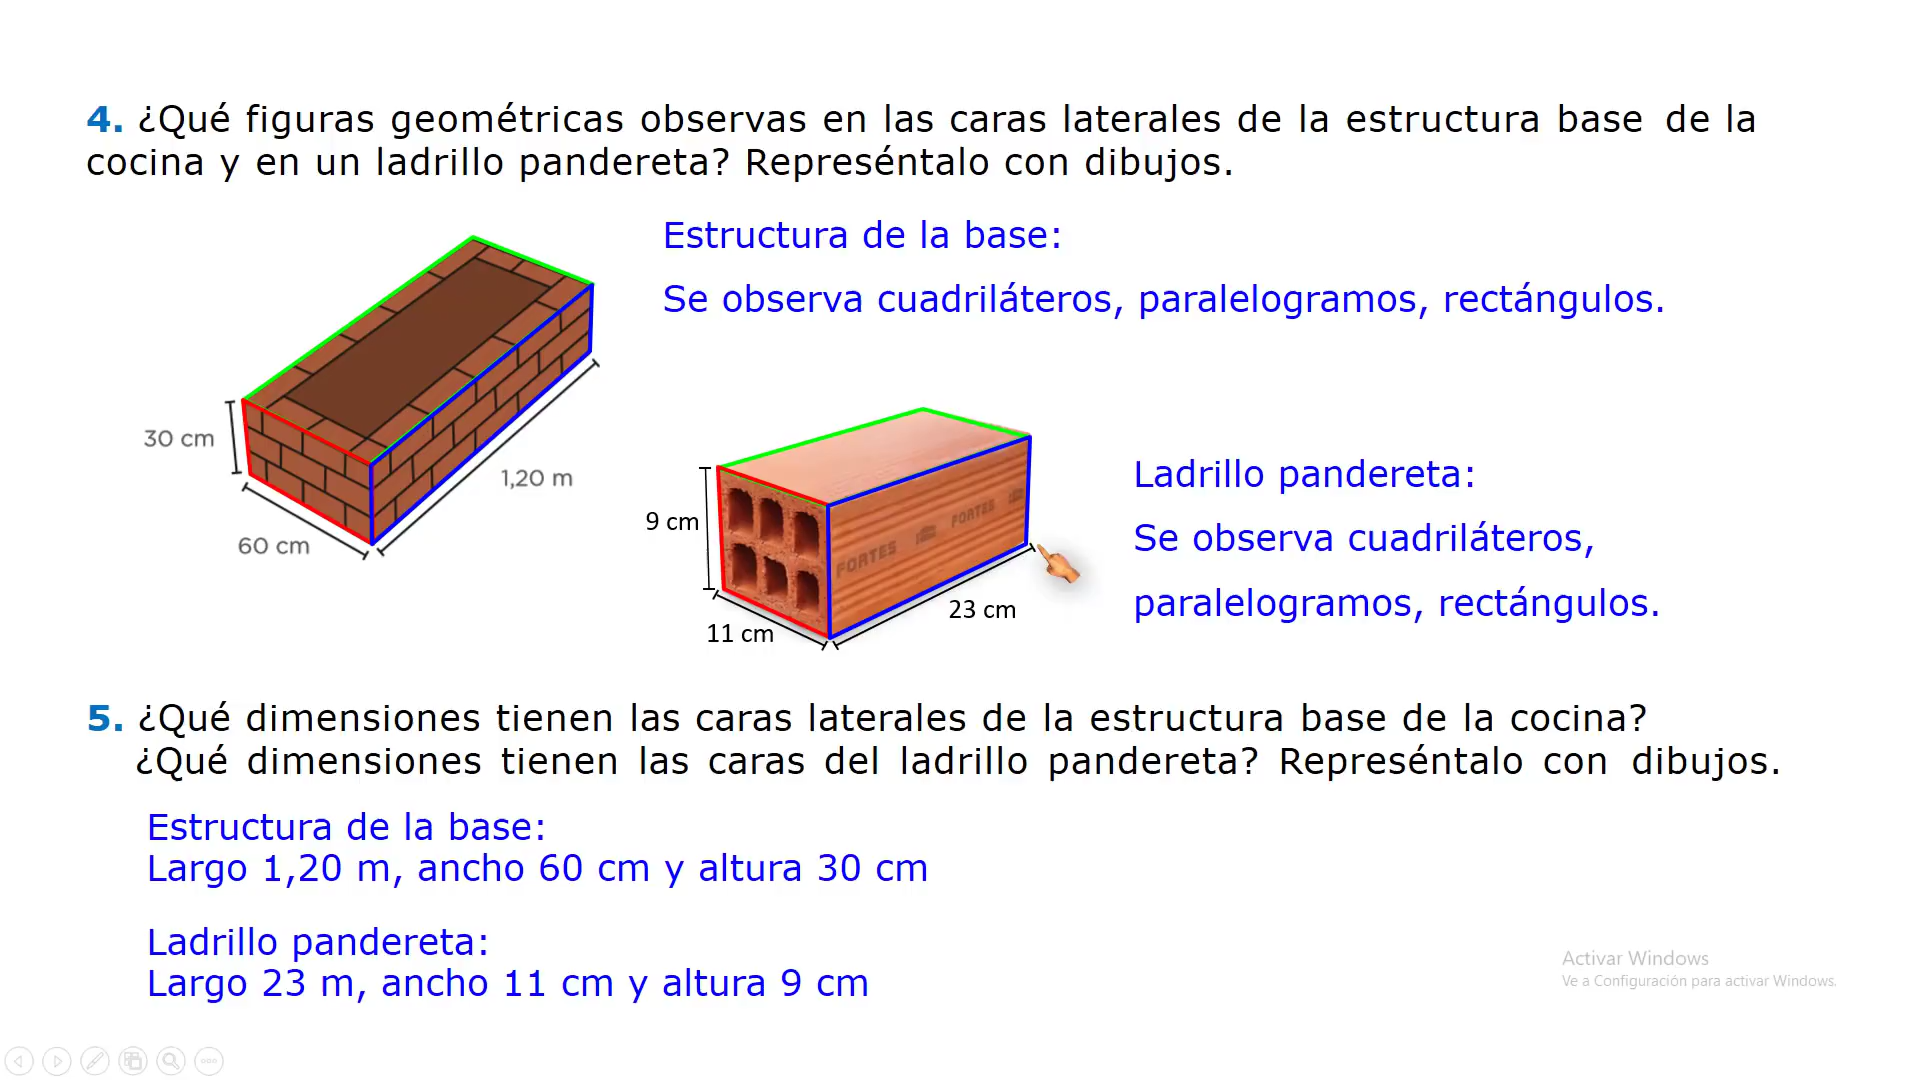 4. ¿Qué figuras geométricas observas en las caras laterales de la estructura base de la
cocina y en un ladrillo pandereta? Represéntalo con dibujos.
Estructura de la base:
Se observa cuadriláteros, paralelogramos, rectángulos.
30 cm
60 cm
1,20 m
9 cm
11 cm
23 cm
FORTES
FORTES
Ladrillo pandereta:
Se observa cuadriláteros,
paralelogramos, rectángulos.
5. ¿Qué dimensiones tienen las caras laterales de la estructura base de la cocina?
¿Qué dimensiones tienen las caras del ladrillo pandereta? Represéntalo con dibujos.
Estructura de la base:
Largo 1,20 m, ancho 60 cm y altura 30 cm
Ladrillo pandereta:
Largo 23 m, ancho 11 cm y altura 9 cm
Activar Windows
Ve a Configuración para activar Windows.